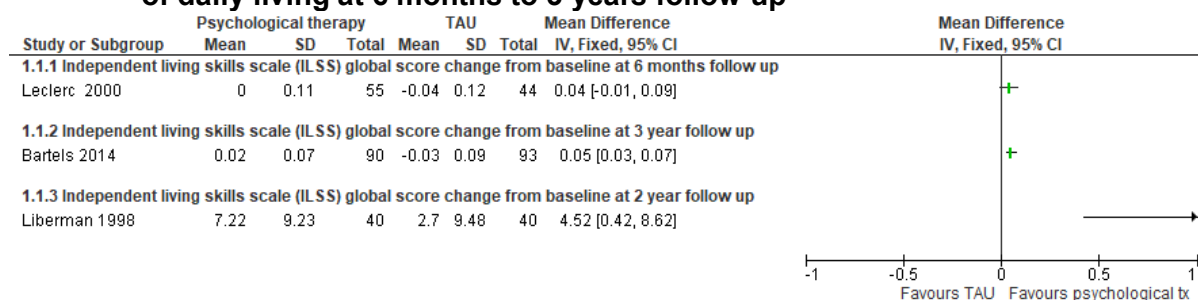 of daily living at 6 months to 3 years follow-up
Psychological therapy TAU Mean Difference Mean Difference
Study or Subgroup Mean SD Total Mean SD Total IV, Fixed, 95% CI IV, Fixed, 95% CI
1.1.1 Independent living skills scale (ILSS) global score change from baseline at 6 months follow up
Leclerc 2000 0 0.11 55 -0.04 0.12 44 0.04 [-0.01, 0.09]
1.1.2 Independent living skills scale (ILSS) global score change from baseline at 3 year follow up
Bartels 2014 0.02 0.07 90 -0.03 0.09 93 0.05 [0.03, 0.07]
1.1.3 Independent living skills scale (ILSS) global score change from baseline at 2 year follow up
Liberman 1998 7.22 9.23 40 2.7 9.48 40 4.52 [0.42, 8.62]
-1 -0.5 0 0.5 1
Favours TAU Favours psychological tx